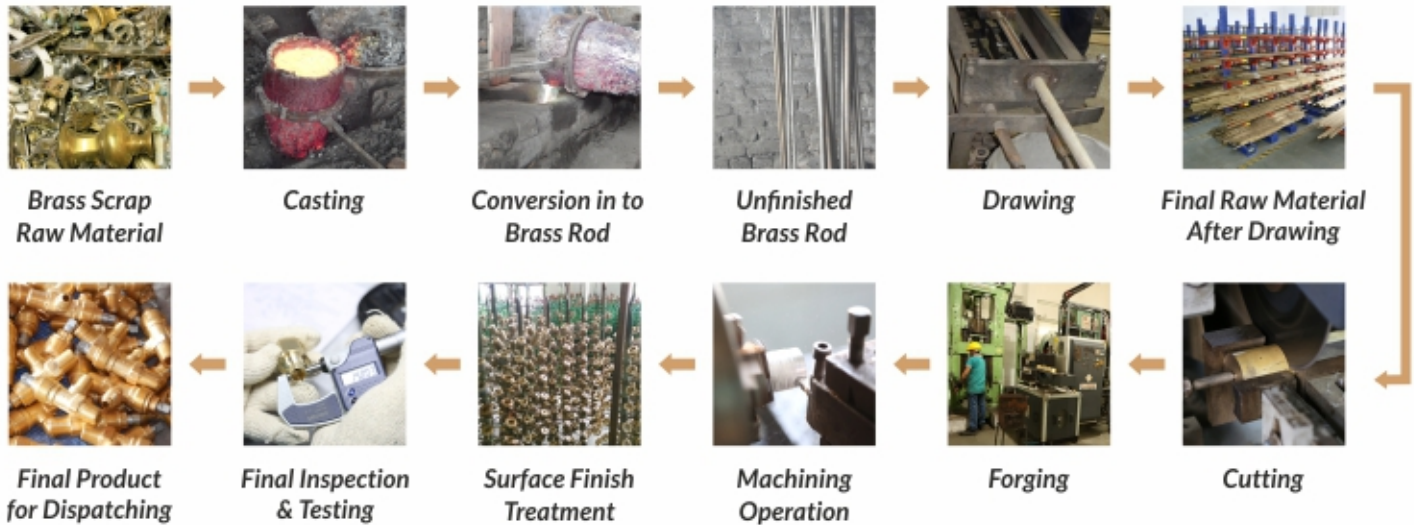 Brass Scrap
Raw Material
Casting
Conversion in to
Brass Rod
Unfinished
Brass Rod
Drawing
Final Raw Material
After Drawing
Final Product
for Dispatching
Final Inspection
& Testing
Surface Finish
Treatment
Machining
Operation
Forging
Cutting